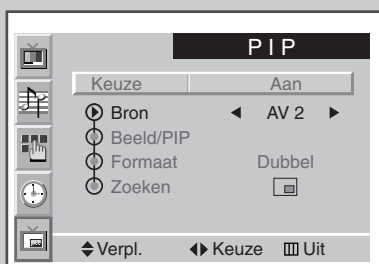 PIP
Keuze Aan
Bron ◀ AV 2 ▶
Beeld/PIP
Formaat Dubbel
Zoeken
Verpl. Keuze Uit